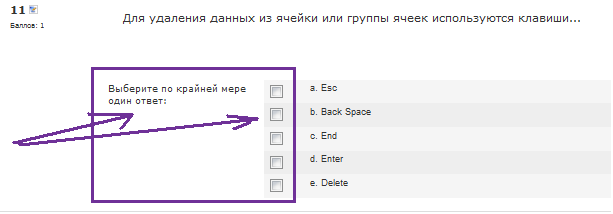 11
Баллов: 1
Для удаления данных из ячейки или группы ячеек используются клавиши...
Выберите по крайней мере
один ответ:
a. Esc
b. Back Space
c. End
d. Enter
e. Delete